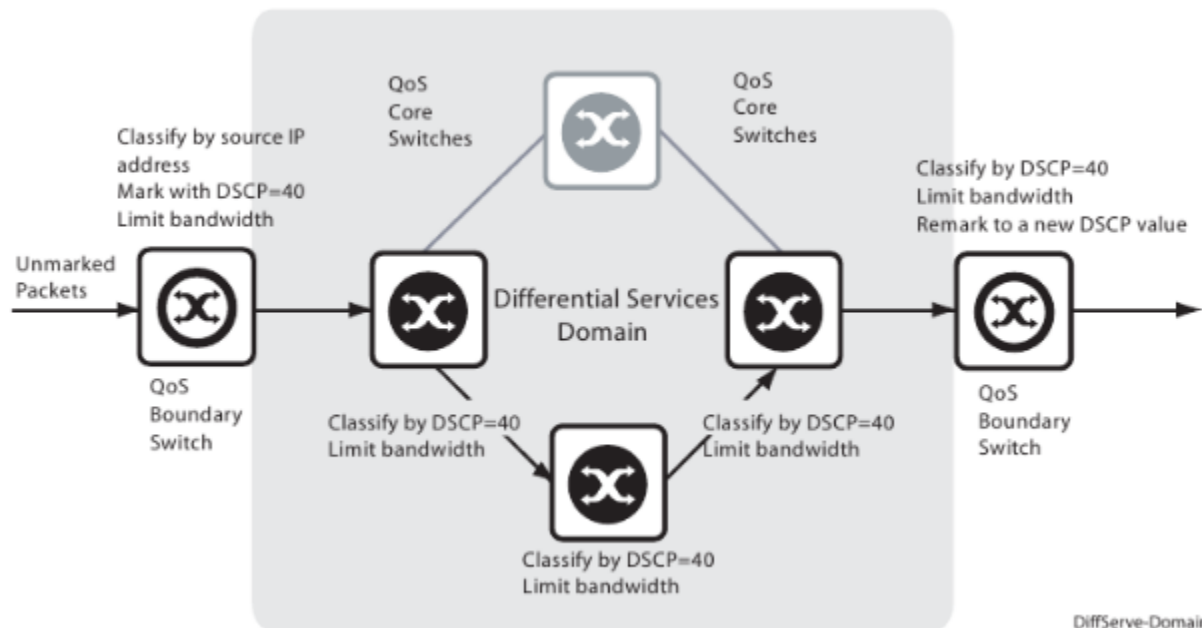 QoS
Core
Switches
QoS
Core
Switches
Classify by source IP
address
Mark with DSCP=40
Limit bandwidth
Classify by DSCP=40
Limit bandwidth
Remark to a new DSCP value
Unmarked
Packets
Differential Services
Domain
QoS
Boundary
Switch
Classify by DSCP=40
Limit bandwidth
Classify by DSCP=40
Limit bandwidth
QoS
Boundary
Switch
Classify by DSCP=40
Limit bandwidth
DiffServe-Domain